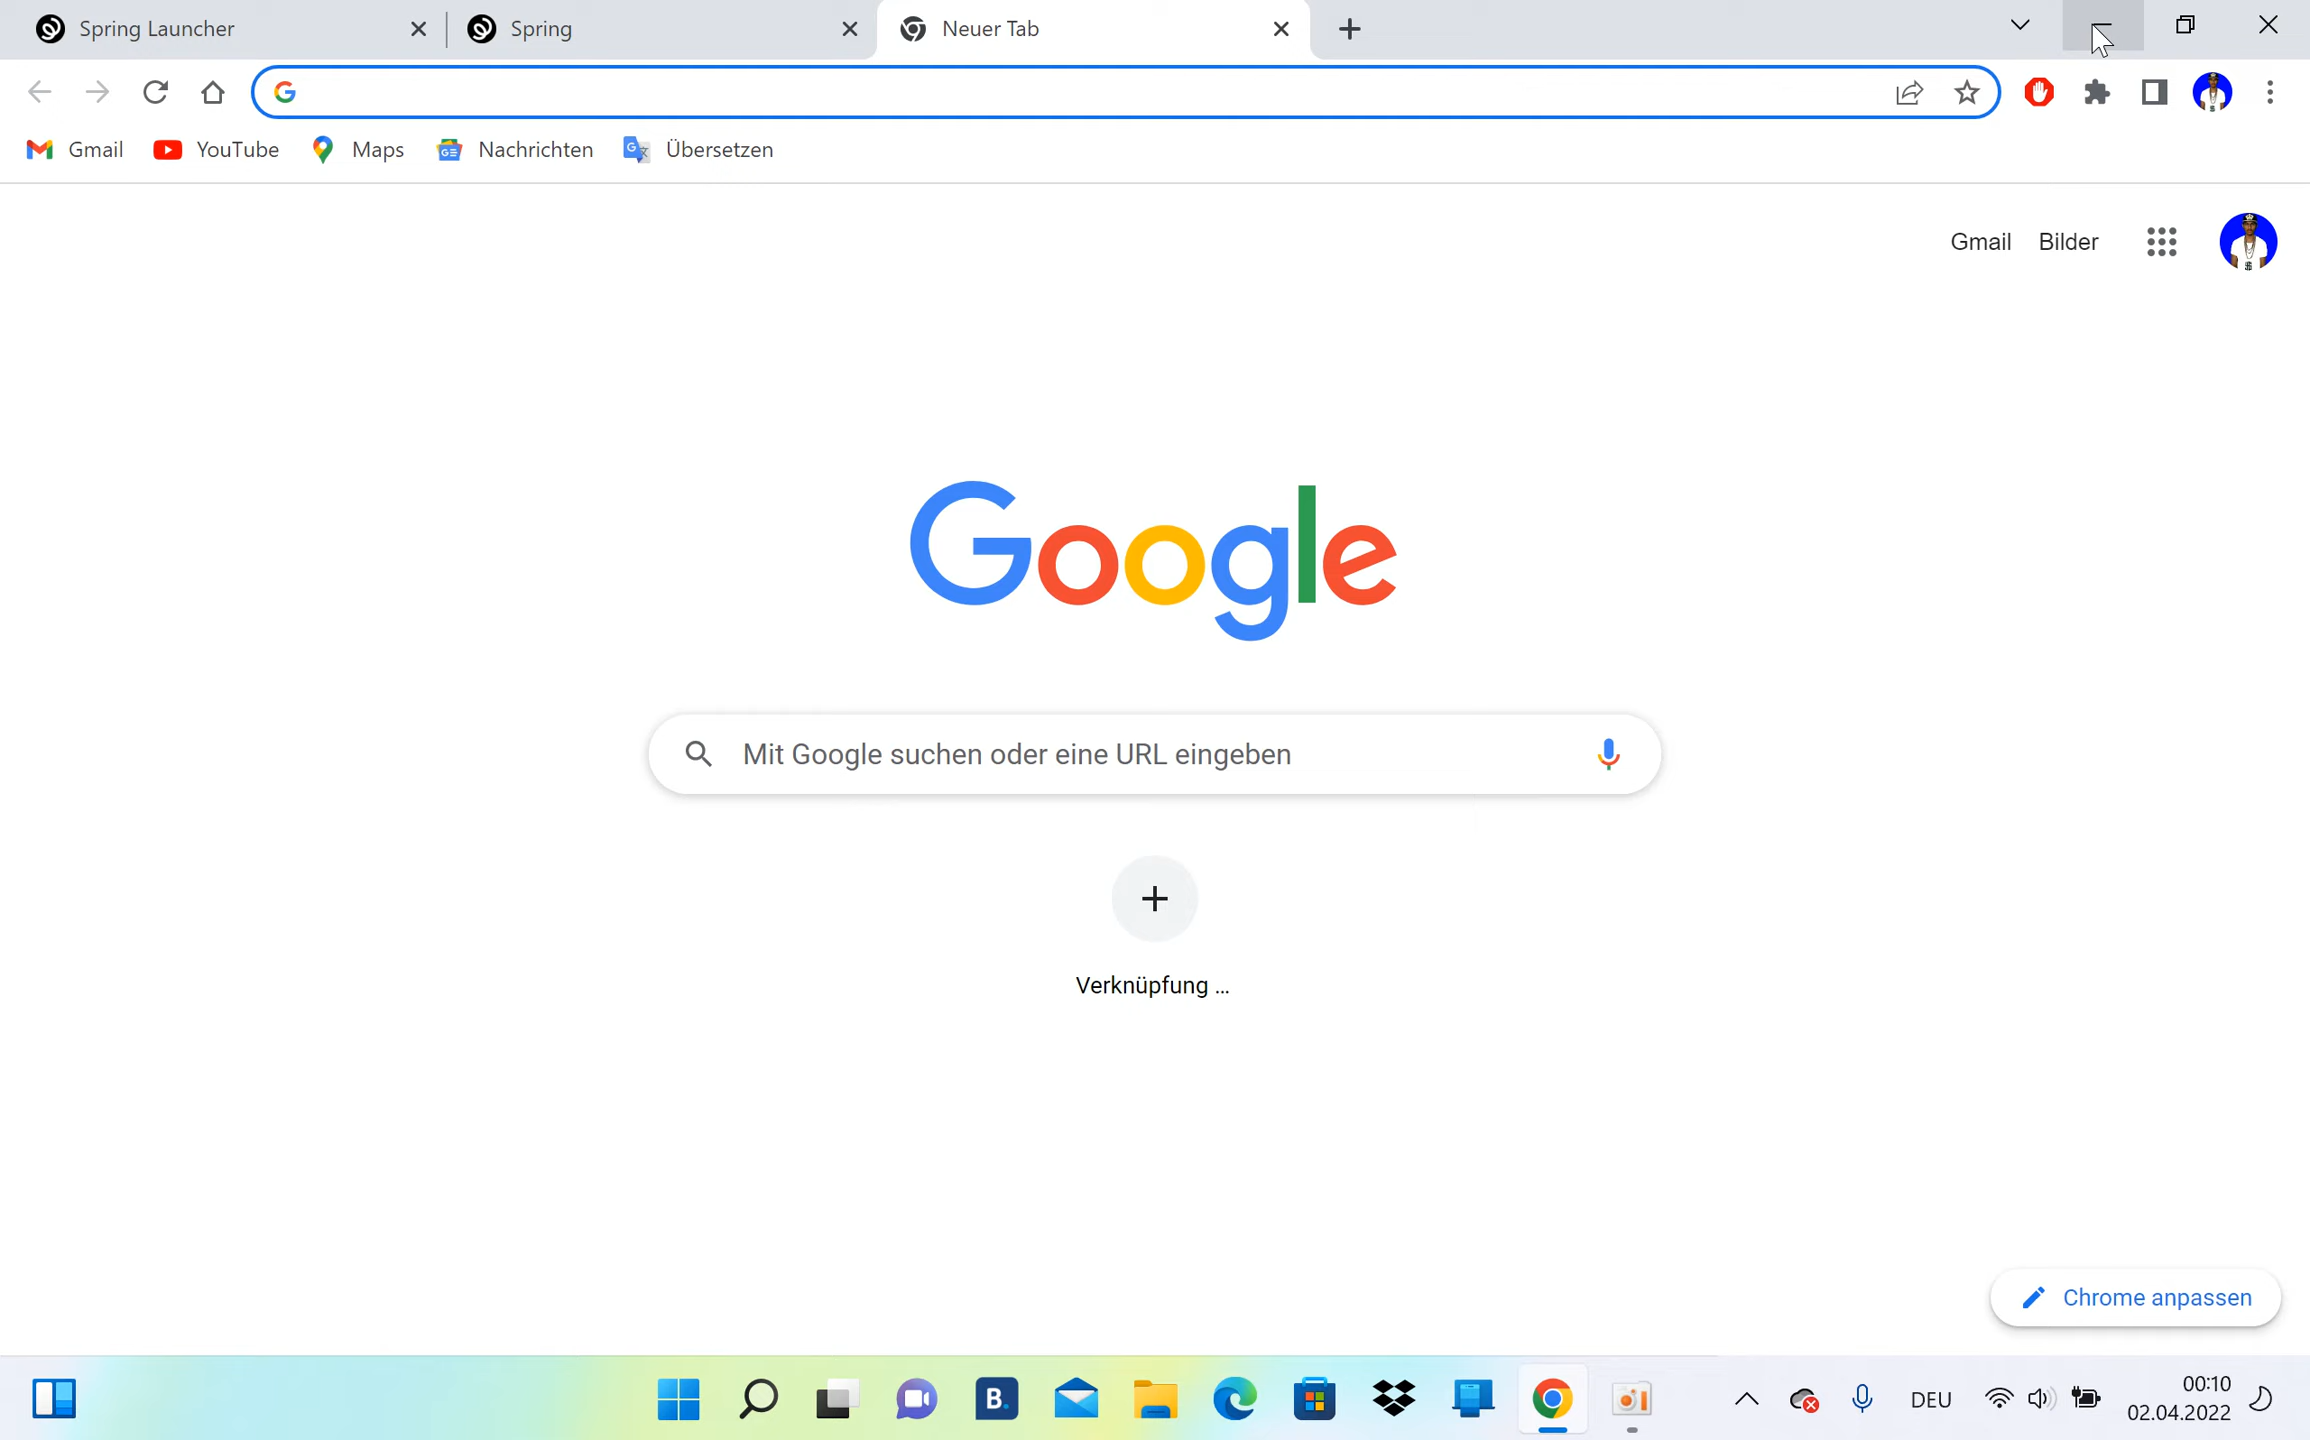 Spring Launcher
Spring
Neuer Tab
Gmail
YouTube
Maps
Nachrichten
Übersetzen
Gmail
Bilder
Google
Mit Google suchen oder eine URL eingeben
Verknüpfung ...
Chrome anpassen
B.
DEU
00:10
02.04.2022